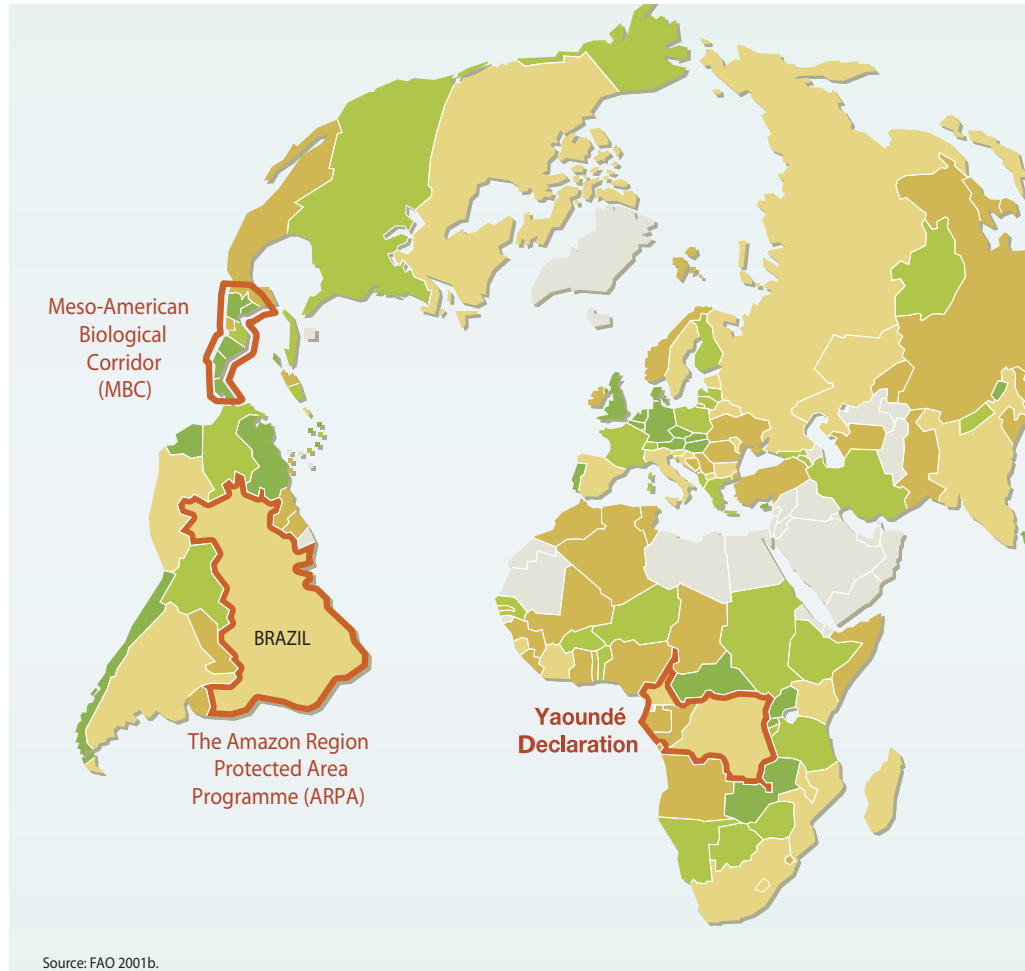 Meso-American
Biological
Corridor
(MBC)
BRAZIL
The Amazon Region
Protected Area
Programme (ARPA)
Yaoundé
Declaration
Source: FAO 2001b.